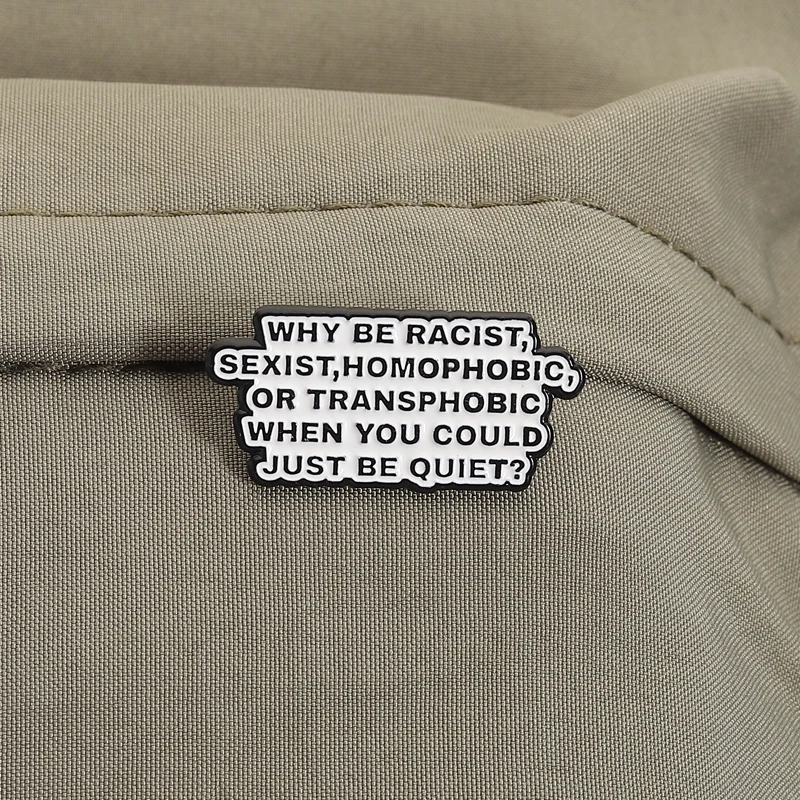 WHY BE RACIST,
SEXIST,HOMOPHOBIC,
OR TRANSPHOBIC
WHEN YOU COULD
JUST BE QUIET?